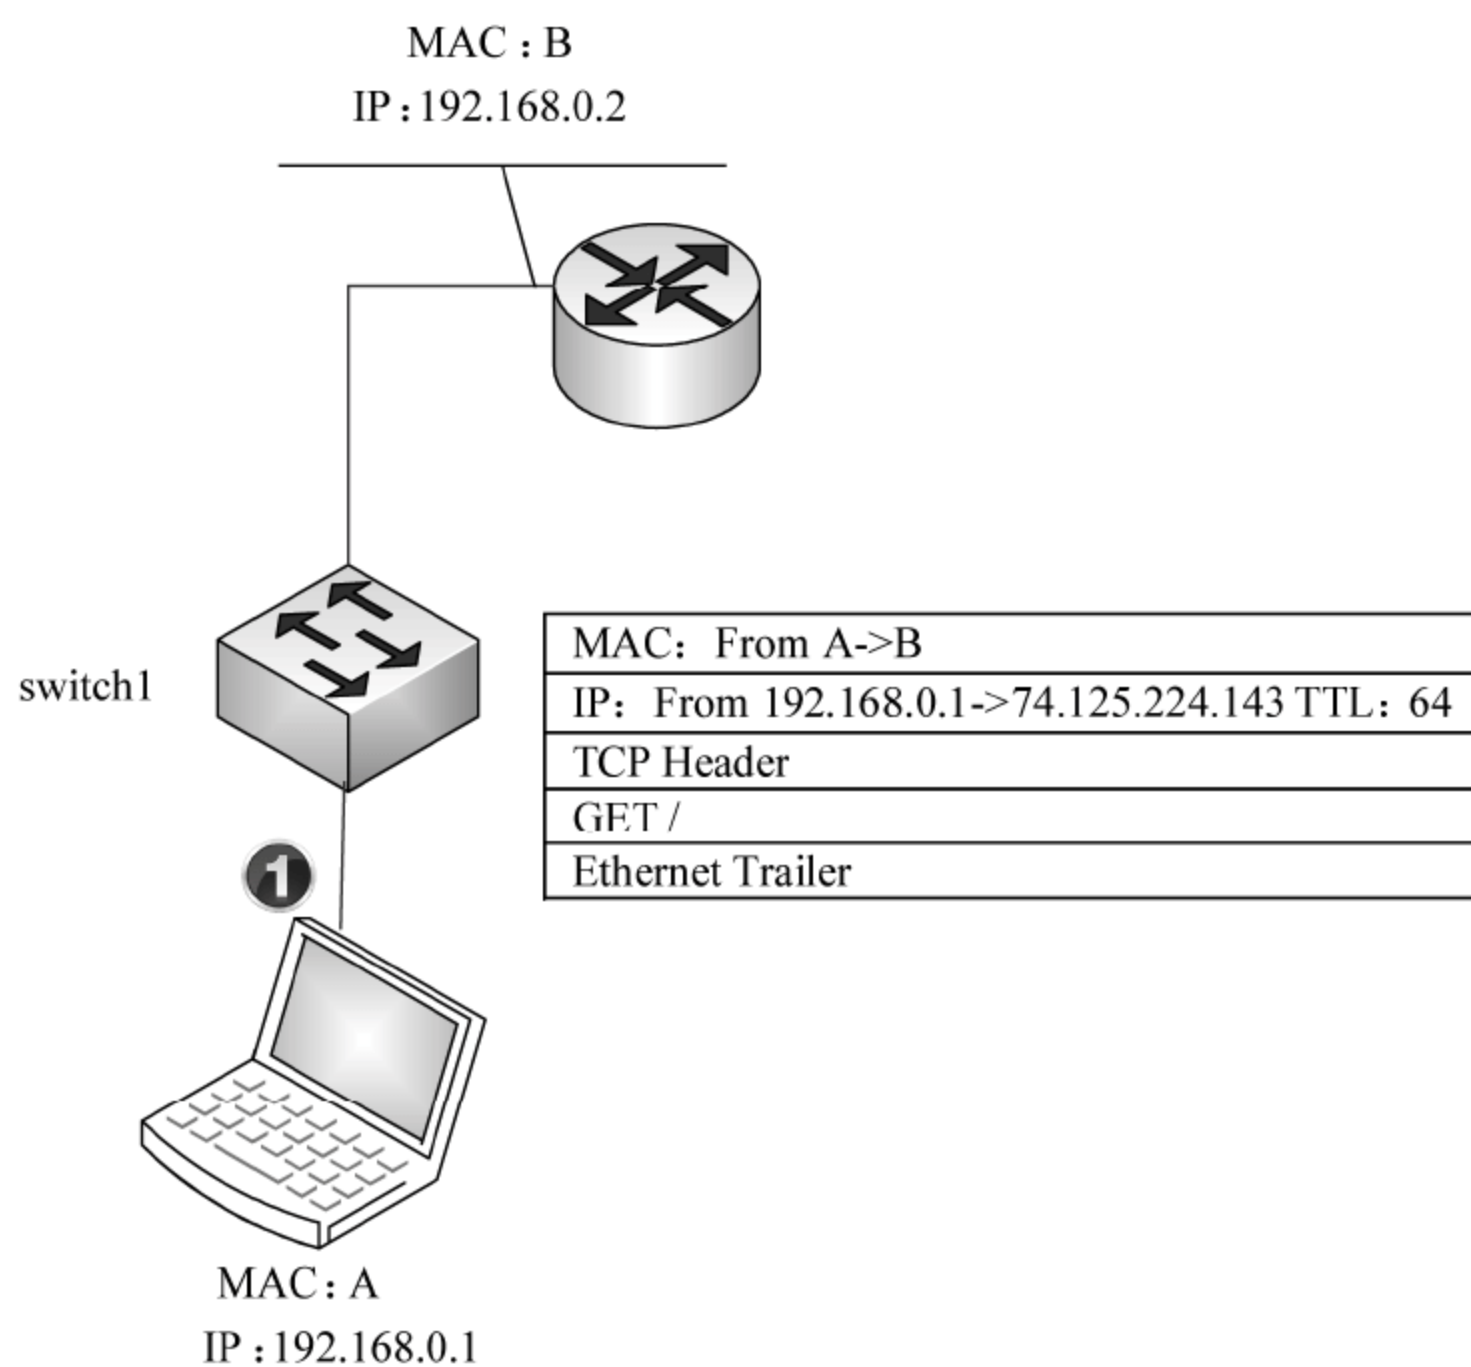 MAC：B
IP：192.168.0.2
switch1
MAC：From A->B
IP：From 192.168.0.1->74.125.224.143 TTL：64
TCP Header
GET /
Ethernet Trailer
1
MAC：A
IP：192.168.0.1